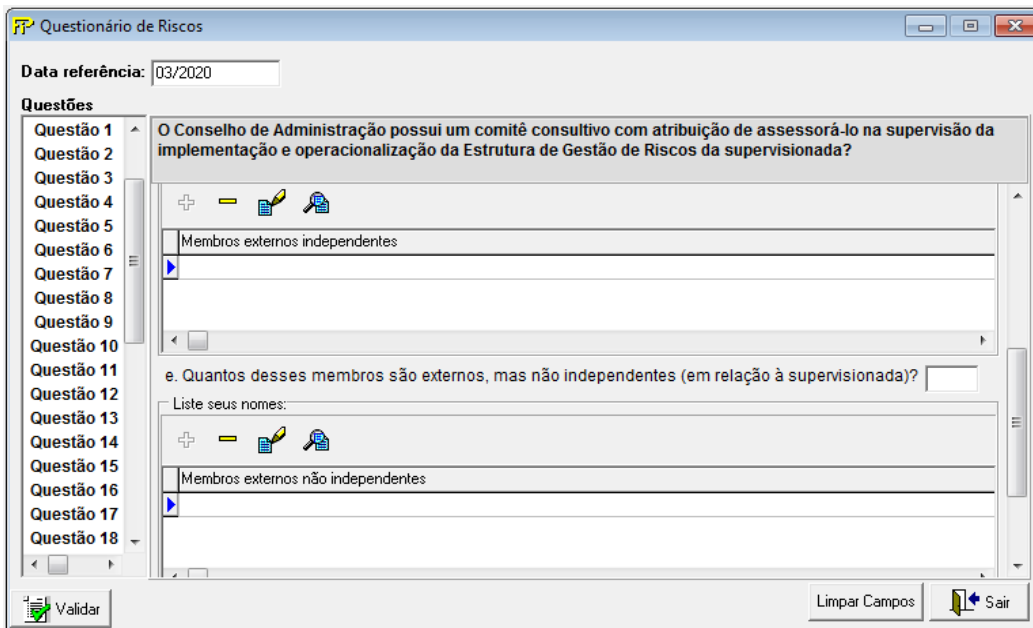 FIP Questionário de Riscos
Data referência: 03/2020
Questões
Questão 1
Questão 2
Questão 3
Questão 4
Questão 5
Questão 6
Questão 7
Questão 8
Questão 9
Questão 10
Questão 11
Questão 12
Questão 13
Questão 14
Questão 15
Questão 16
Questão 17
Questão 18
O Conselho de Administração possui um comitê consultivo com atribuição de assessorá-lo na supervisão da
implementação e operacionalização da Estrutura de Gestão de Riscos da supervisionada?
Membros externos independentes
e. Quantos desses membros são externos, mas não independentes (em relação à supervisionada)?
Liste seus nomes:
Membros externos não independentes
Validar
Limpar Campos
Sair